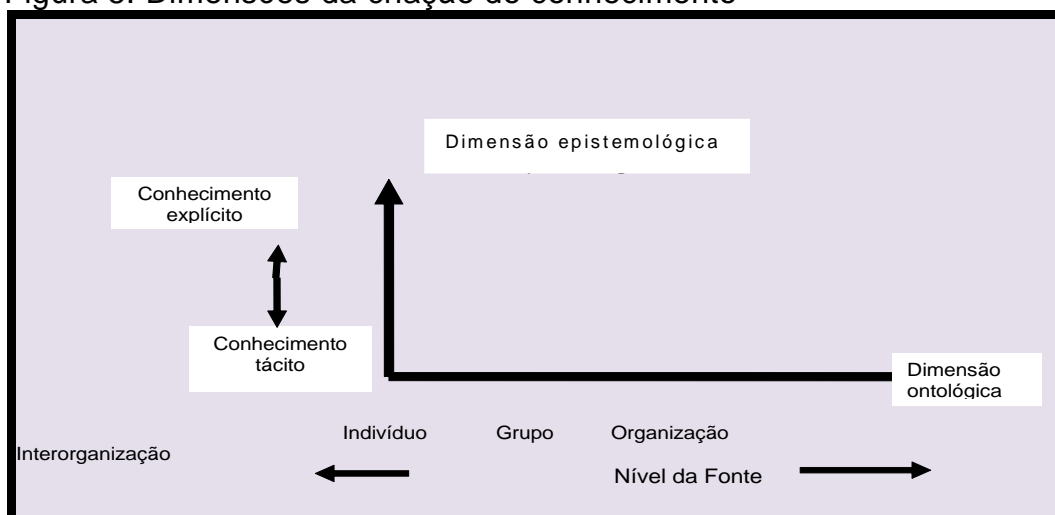 Dimensão epistemológica
Conhecimento
explícito
Conhecimento
tácito
Dimensão
ontológica
Indivíduo Grupo Organização
Interorganização
Nível da Fonte